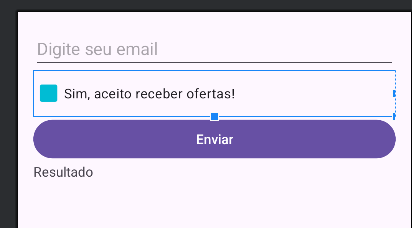 Digite seu email
Sim, aceito receber ofertas!
Enviar
Resultado